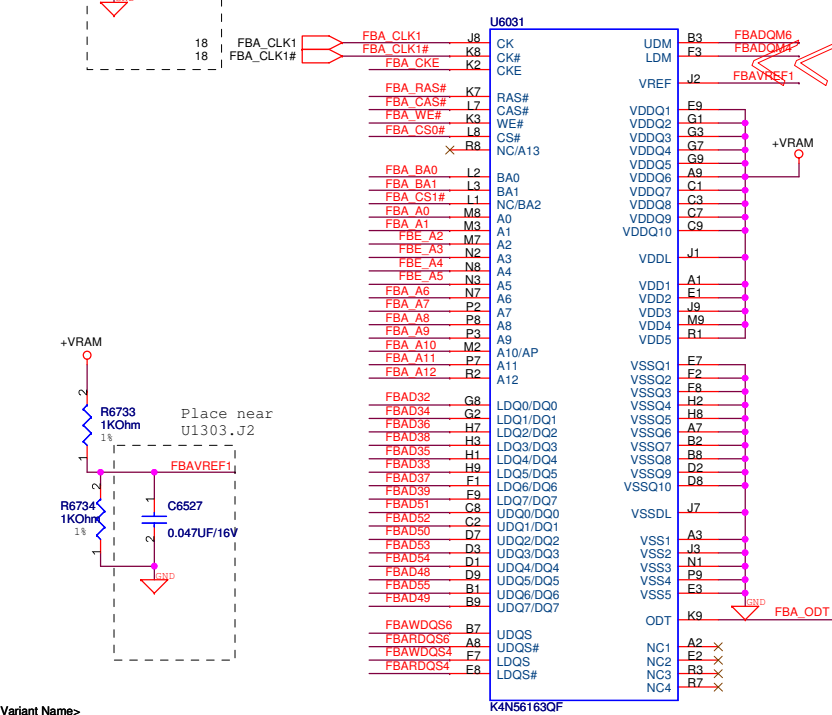 GND
18 FBA_CLK1
18 FBA_CLK1#
U6031
FBA_CLK1 J8 CK
FBA_CLK1# K8 CK#
FBA_CKE K2 CKE
FBA_RAS# K7 RAS#
FBA_CAS# L7 CAS#
FBA_WE# K3 WE#
FBA_CS0# L8 CS#
R8 NC/A13
FBA_BA0 L2 BA0
FBA_BA1 L3 BA1
FBA_CS1# L1 NC/BA2
FBA_A0 M8 A0
FBA_A1 M3 A1
FBE_A2 M7 A2
FBE_A3 N2 A3
FBE_A4 N8 A4
FBE_A5 N3 A5
FBA_A6 N7 A6
FBA_A7 P2 A7
FBA_A8 P8 A8
FBA_A9 P3 A9
FBA_A10 M2 A10/AP
FBA_A11 P7 A11
FBA_A12 R2 A12
FBAD32 G8 LDQ0/DQ0
FBAD34 G2 LDQ1/DQ1
FBAD36 H7 LDQ2/DQ2
FBAD38 H3 LDQ3/DQ3
FBAD35 H1 LDQ4/DQ4
FBAD33 H9 LDQ5/DQ5
FBAD37 F1 LDQ6/DQ6
FBAD39 F9 LDQ7/DQ7
FBAD51 C8 UDQ0/DQ0
FBAD52 C2 UDQ1/DQ1
FBAD50 D7 UDQ2/DQ2
FBAD53 D3 UDQ3/DQ3
FBAD54 D1 UDQ4/DQ4
FBAD48 D9 UDQ5/DQ5
FBAD55 B1 UDQ6/DQ6
FBAD49 B9 UDQ7/DQ7
FBAWDQS6 B7 UDQS
FBARDQS6 A8 UDQS#
FBAWDQS4 F7 LDQS
FBARDQS4 E8 LDQS#
UDM B3 FBADQM6
LDM F3 FBADQM4
VREF J2 FBAVREF1
VDDQ1 E9
VDDQ2 G1
VDDQ3 G3
VDDQ4 G7
VDDQ5 G9
VDDQ6 A9
VDDQ7 C1
VDDQ8 C3
VDDQ9 C7
VDDQ10 C9
+VRAM
VDDL J1
VDD1 A1
VDD2 E1
VDD3 J9
VDD4 M9
VDD5 R1
VSSQ1 E7
VSSQ2 F2
VSSQ3 F8
VSSQ4 H2
VSSQ5 H8
VSSQ6 A7
VSSQ7 B2
VSSQ8 B8
VSSQ9 D2
VSSQ10 D8
VSSDL J7
VSS1 A3
VSS2 J3
VSS3 N1
VSS4 P9
VSS5 E3
GND
ODT K9 FBA_ODT
NC1 A2
NC2 E2
NC3 R3
NC4 R7
K4N56163QF
+VRAM
2
R6733
1KOhm
1%
1
Place near
U1303.J2
FBAVREF1
2
R6734
1KOhm
1%
1
1
C6527
2
0.047UF/16V
GND
Variant Name>